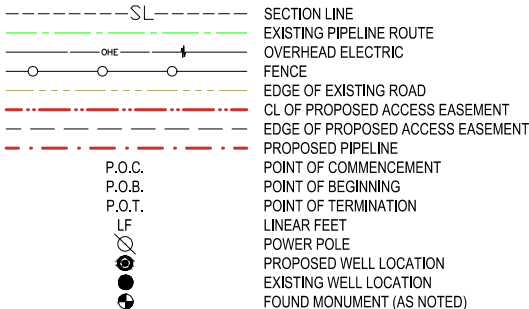 SL SECTION LINE
EXISTING PIPELINE ROUTE
OHE OVERHEAD ELECTRIC
FENCE
EDGE OF EXISTING ROAD
CL OF PROPOSED ACCESS EASEMENT
EDGE OF PROPOSED ACCESS EASEMENT
PROPOSED PIPELINE
P.O.C. POINT OF COMMENCEMENT
P.O.B. POINT OF BEGINNING
P.O.T. POINT OF TERMINATION
LF LINEAR FEET
POWER POLE
PROPOSED WELL LOCATION
EXISTING WELL LOCATION
FOUND MONUMENT (AS NOTED)